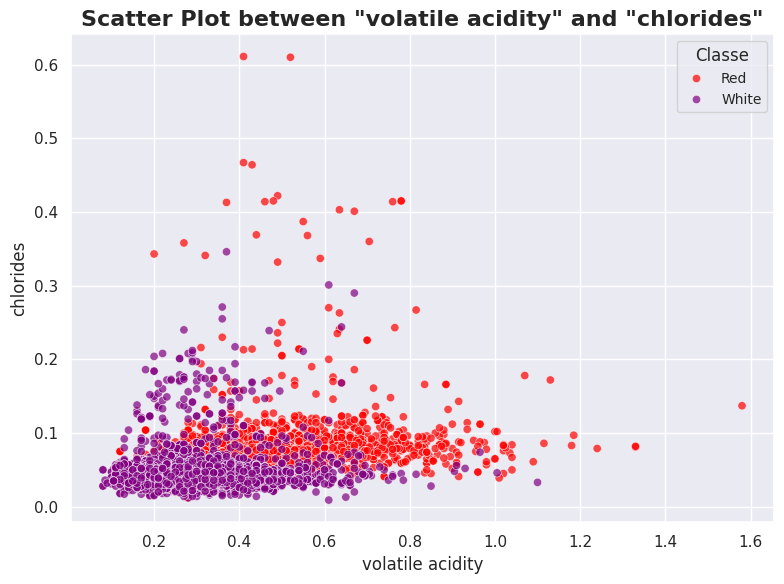 Scatter Plot between "volatile acidity" and "chlorides"
Classe
Red
White
chlorides
0.6
0.5
0.4
0.3
0.2
0.1
0.0
0.2 0.4 0.6 0.8 1.0 1.2 1.4 1.6
volatile acidity